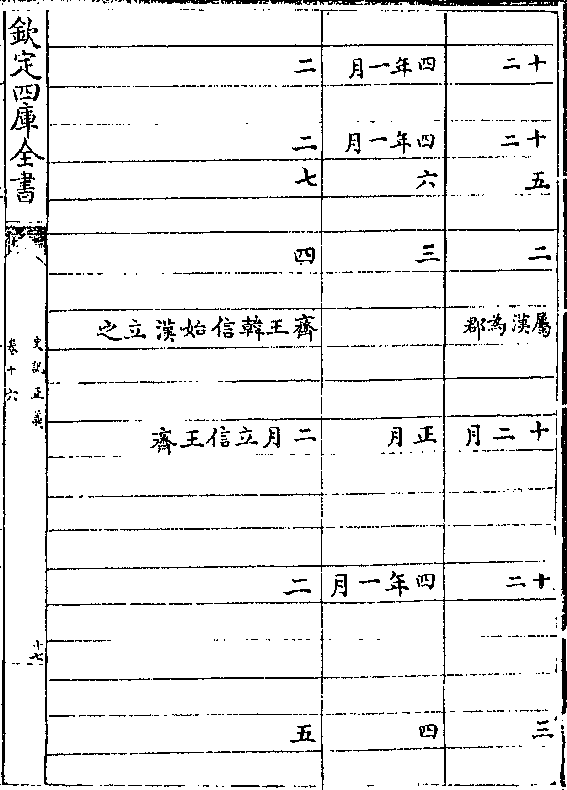 十二
十二
五
二
屬漢為郡
十二月
十二
三
四年一月
四年一月
六
三
正月
四年一月
四
二
二
七
四
齊王韓信始漢立之
二月立信王齊
二
五
欽定四庫全書
史記正義
卷十六
十七